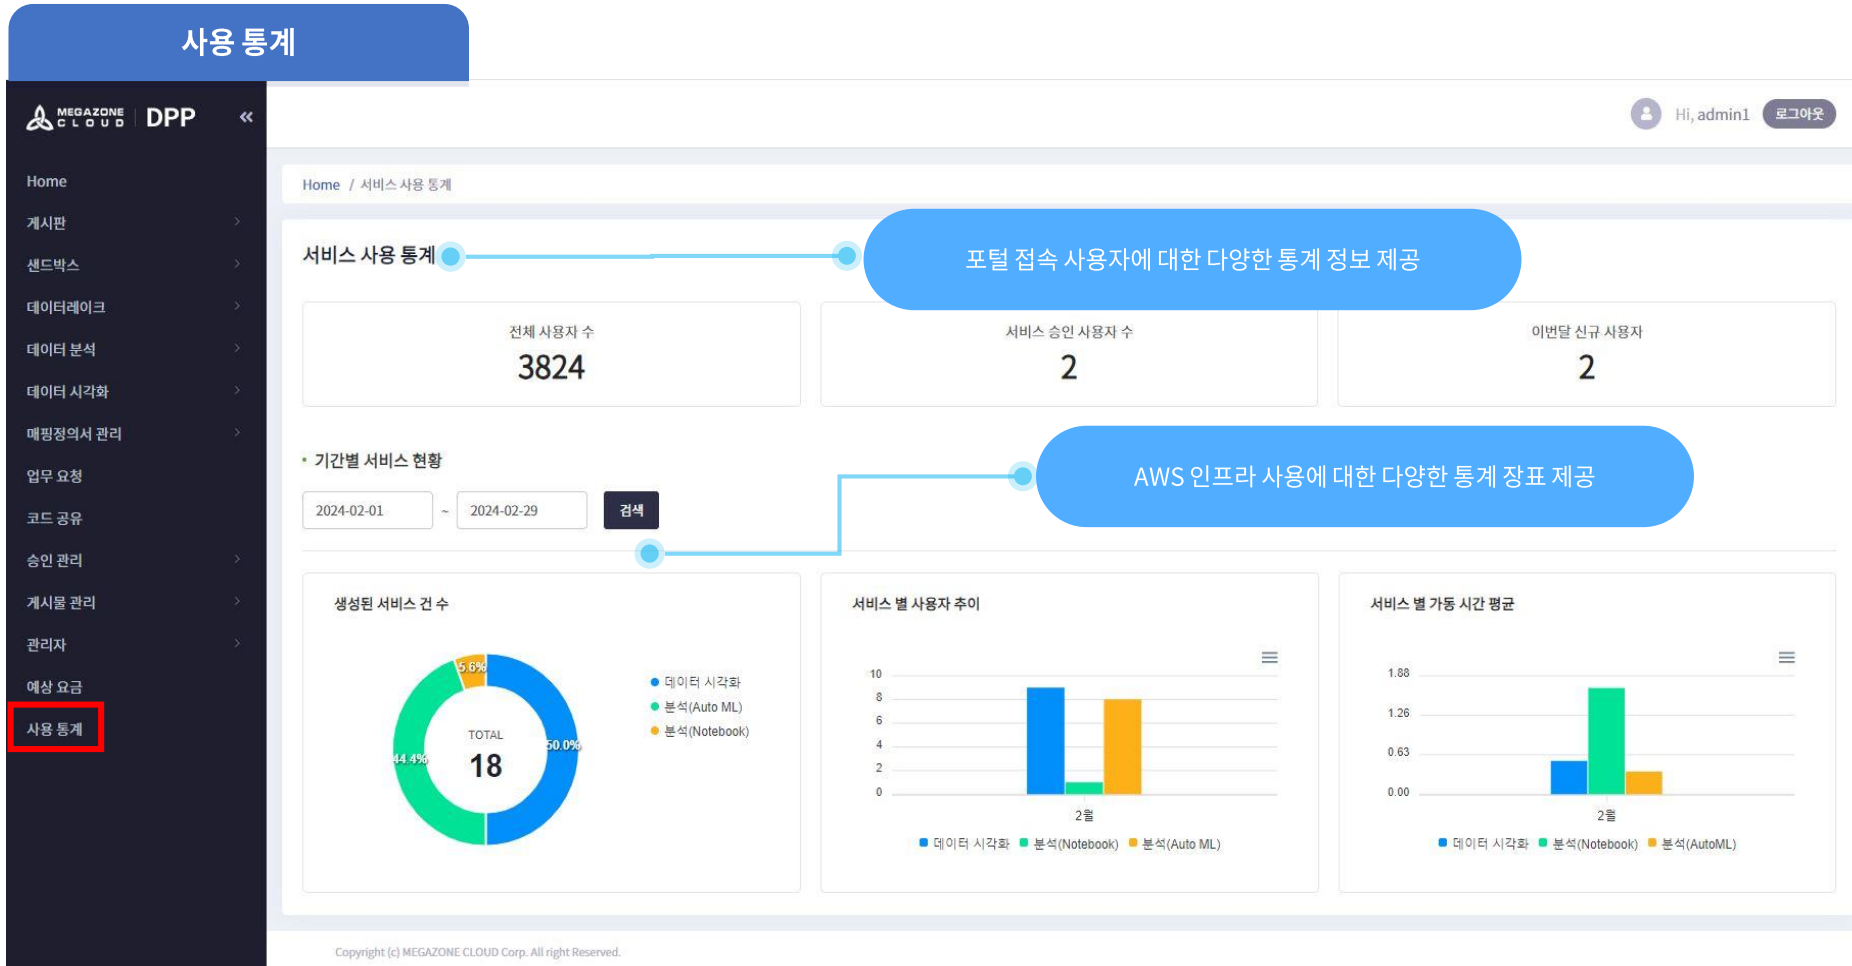 사용 통계
MEGAZONE CLOUD DPP «
Hi, admin1 로그아웃
Home
게시판
샌드박스
데이터레이크
데이터 분석
데이터 시각화
매핑정의서 관리
업무 요청
코드 공유
승인 관리
게시물 관리
관리자
예상 요금
사용 통계
Home / 서비스 사용 통계
서비스 사용 통계
포털 접속 사용자에 대한 다양한 통계 정보 제공
전체 사용자 수
3824
서비스 승인 사용자 수
2
이번달 신규 사용자
2
기간별 서비스 현황
AWS 인프라 사용에 대한 다양한 통계 장표 제공
2024-02-01 ~ 2024-02-29 검색
생성된 서비스 건 수
5.6%
44.4%
50.0%
TOTAL
18
데이터 시각화
분석(Auto ML)
분석(Notebook)
서비스 별 사용자 추이
10
8
6
4
2
0
2월
데이터 시각화 분석(Notebook) 분석(Auto ML)
서비스 별 가동 시간 평균
1.88
1.26
0.63
0.00
2월
데이터 시각화 분석(Notebook) 분석(AutoML)
Copyright (c) MEGAZONE CLOUD Corp. All right Reserved.